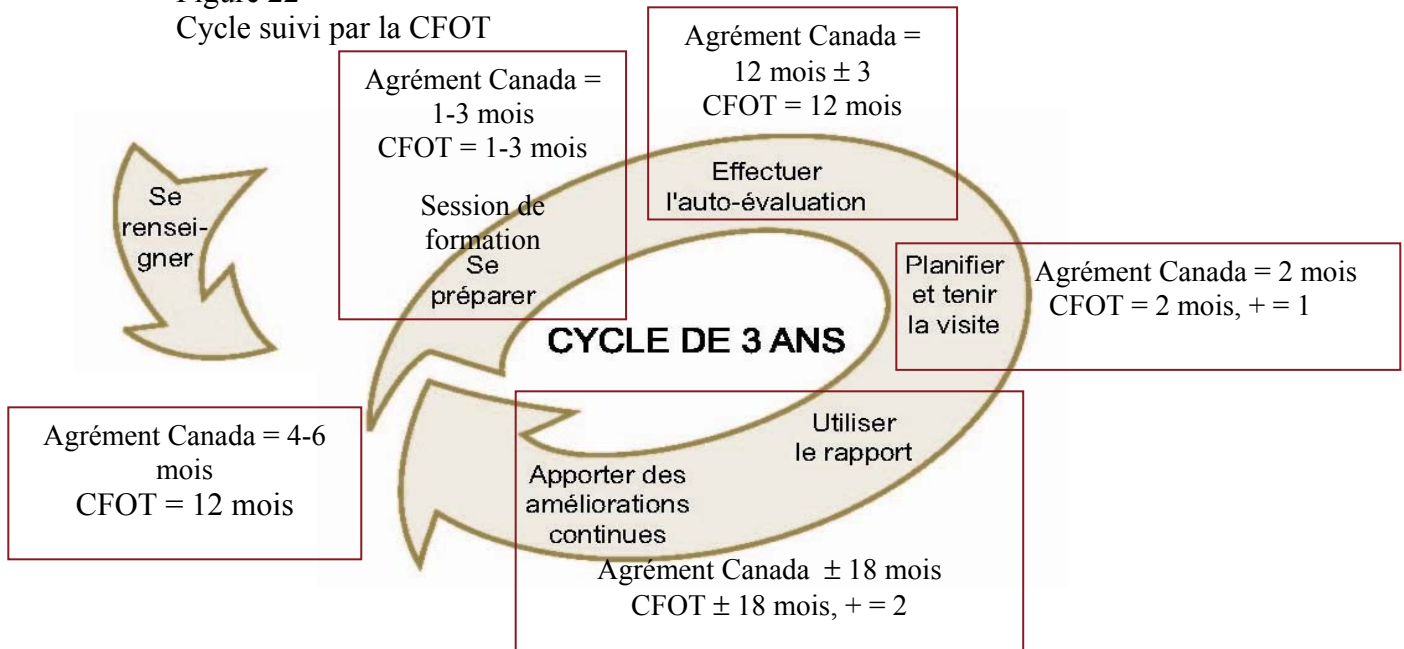 Figure 22
Cycle suivi par la CFOT
Agrément Canada =
12 mois ± 3
CFOT = 12 mois
Agrément Canada =
1-3 mois
CFOT = 1-3 mois
Effectuer
l'auto-évaluation
Se
rensei-
gner
Session de
formation
Se
préparer
Planifier
et tenir
la visite
Agrément Canada = 2 mois
CFOT = 2 mois, + = 1
CYCLE DE 3 ANS
Agrément Canada = 4-6
mois
CFOT = 12 mois
Utiliser
le rapport
Apporter des
améliorations
continues
Agrément Canada ± 18 mois
CFOT ± 18 mois, + = 2